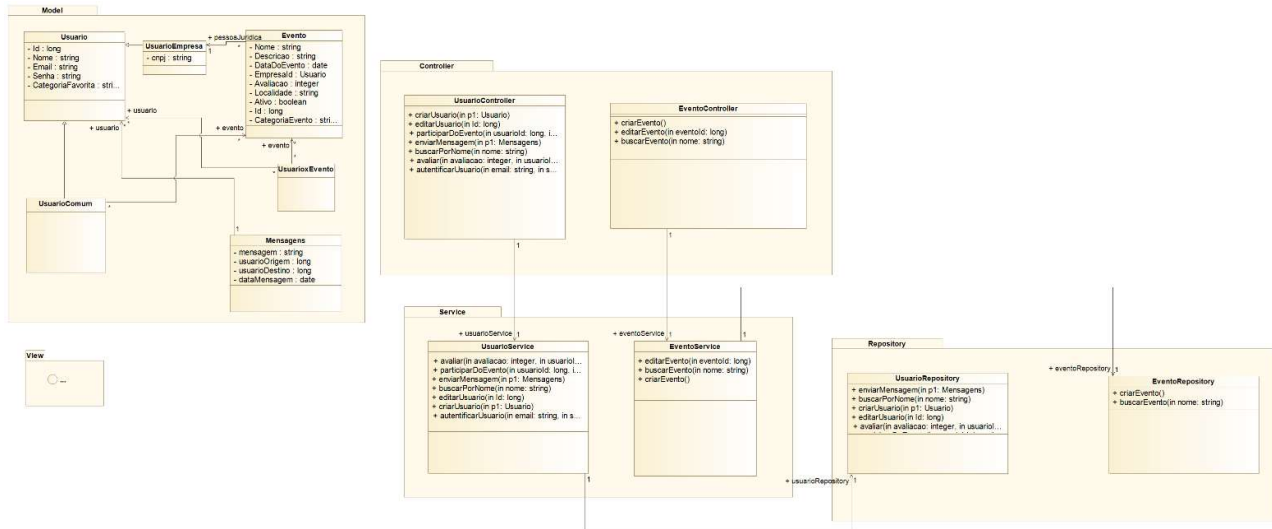 Model
Usuario
- Id : long
- Nome : string
- Email : string
- Senha : string
- CategoriaFavorita : stri...
UsuarioEmpresa
- cnpj : string
+ pessoaJuridica
*
1
Evento
- Nome : string
- Descricao : string
- DataDoEvento : date
- EmpresaId : Usuario
- Avaliacao : integer
- Localidade : string
- Ativo : boolean
- Id : long
- CategoriaEvento : stri...
+ usuario
+ usuario
+ evento
*
+ evento
*
UsuarioxEvento
*
UsuarioComum
*
1
Mensagens
- mensagem : string
- usuarioOrigem : long
- usuarioDestino : long
- dataMensagem : date
View
...
Controller
UsuarioController
+ criarUsuario(in p1: Usuario)
+ editarUsuario(in Id: long)
+ participarDoEvento(in usuarioId: long, i...
+ enviarMensagem(in p1: Mensagens)
+ buscarPorNome(in nome: string)
+ avaliar(in avaliacao: integer, in usuarioI...
+ autentificarUsuario(in email: string, in s...
1
EventoController
+ criarEvento()
+ editarEvento(in eventoId: long)
+ buscarEvento(in nome: string)
1
Service
+ usuarioService
1
UsuarioService
+ avaliar(in avaliacao: integer, in usuarioI...
+ participarDoEvento(in usuarioId: long, i...
+ enviarMensagem(in p1: Mensagens)
+ buscarPorNome(in nome: string)
+ editarUsuario(in Id: long)
+ criarUsuario(in p1: Usuario)
+ autentificarUsuario(in email: string, in s...
1
+ eventoService
1
1
EventoService
+ editarEvento(in eventoId: long)
+ buscarEvento(in nome: string)
+ criarEvento()
Repository
UsuarioRepository
+ enviarMensagem(in p1: Mensagens)
+ buscarPorNome(in nome: string)
+ criarUsuario(in p1: Usuario)
+ editarUsuario(in Id: long)
+ avaliar(in avaliacao: integer, in usuarioI...
+ usuarioRepository
1
+ eventoRepository
1
EventoRepository
+ criarEvento()
+ buscarEvento(in nome: string)